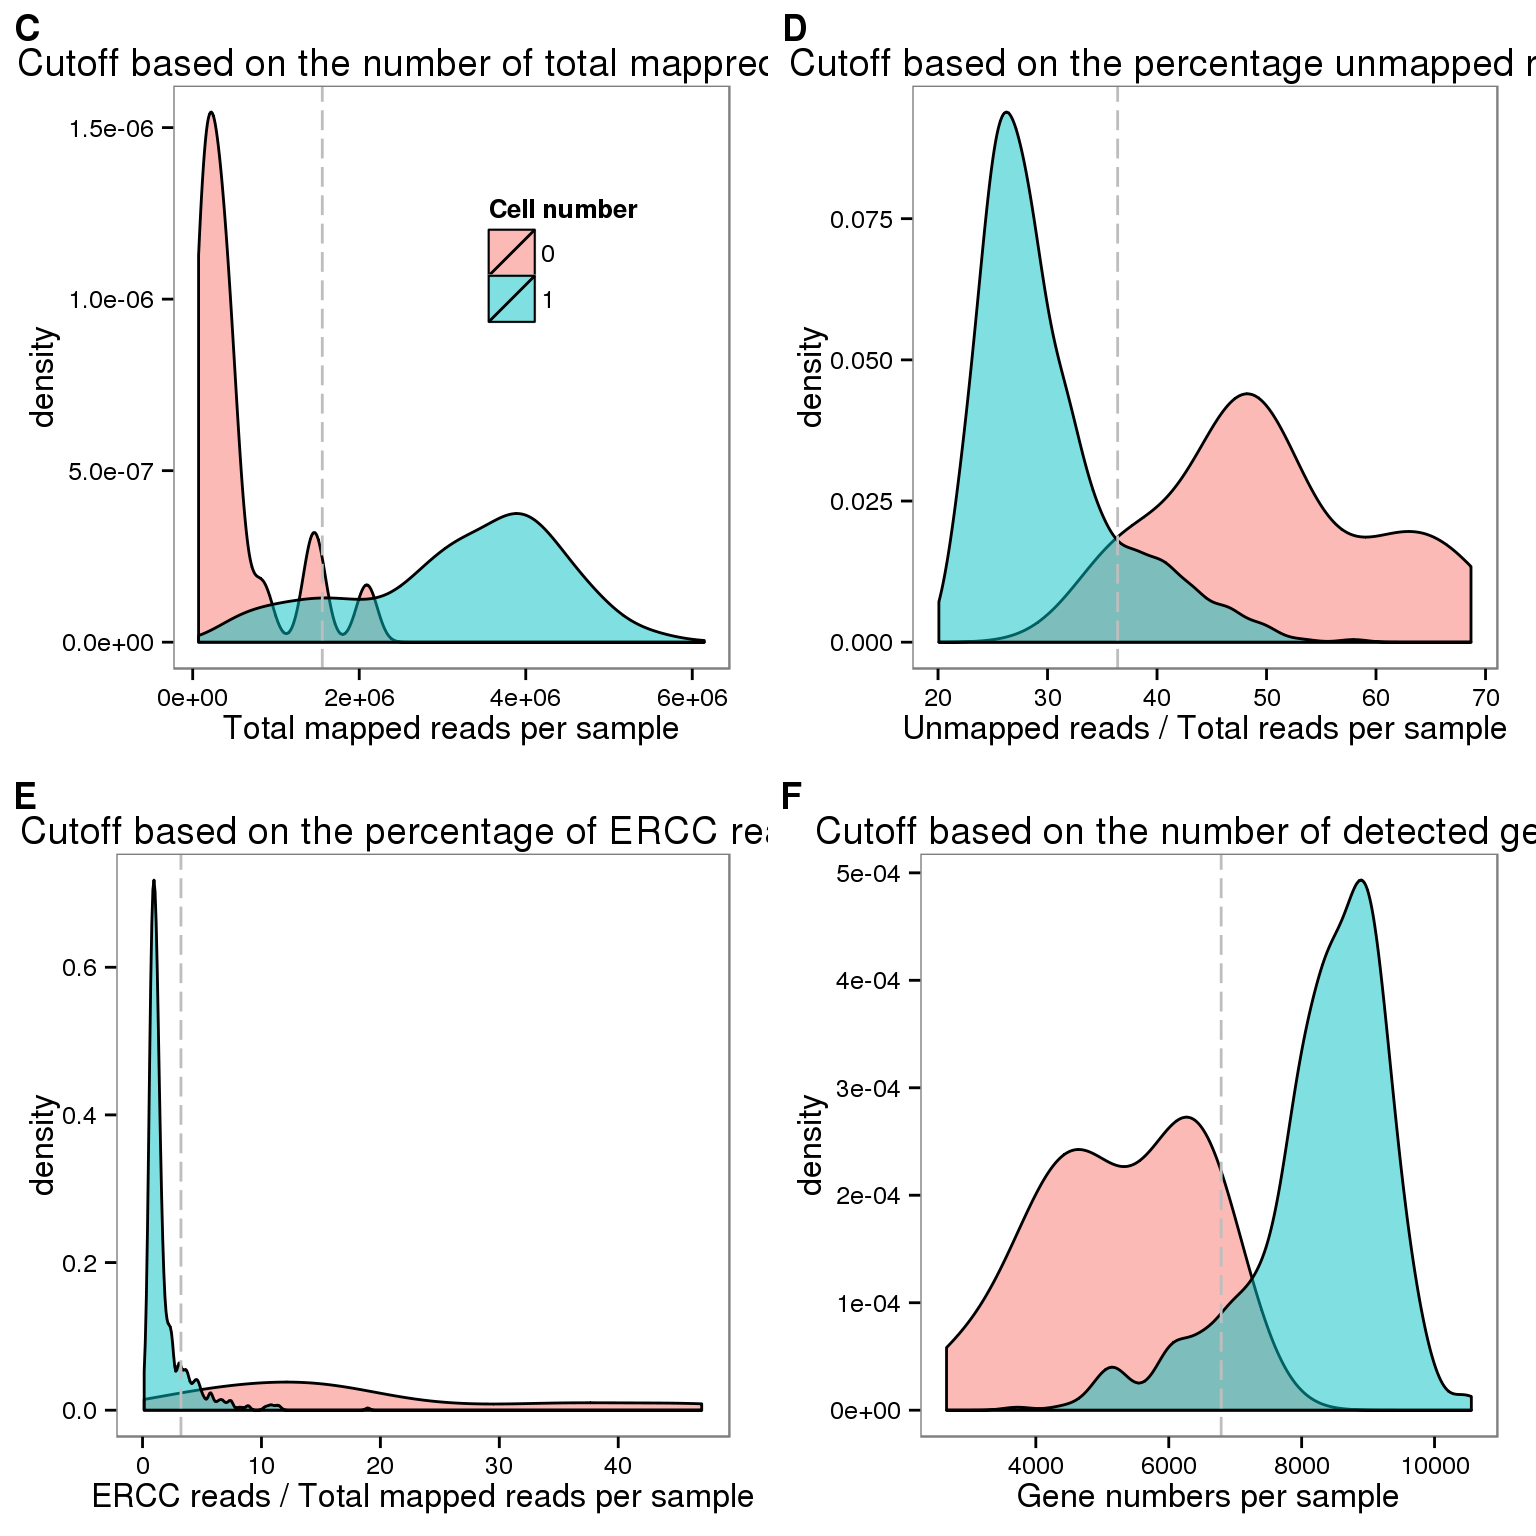 C
Cutoff based on the number of total mappred
1.5e-06
1.0e-06
5.0e-07
0.0e+00
density
Cell number
0
1
0e+00 2e+06 4e+06 6e+06
Total mapped reads per sample
D
Cutoff based on the percentage unmapped r
0.075
0.050
0.025
0.000
density
20 30 40 50 60 70
Unmapped reads / Total reads per sample
E
Cutoff based on the percentage of ERCC rea
0.6
0.4
0.2
0.0
density
0 10 20 30 40
ERCC reads / Total mapped reads per sample
F
Cutoff based on the number of detected ge
5e-04
4e-04
3e-04
2e-04
1e-04
0e+00
density
4000 6000 8000 10000
Gene numbers per sample